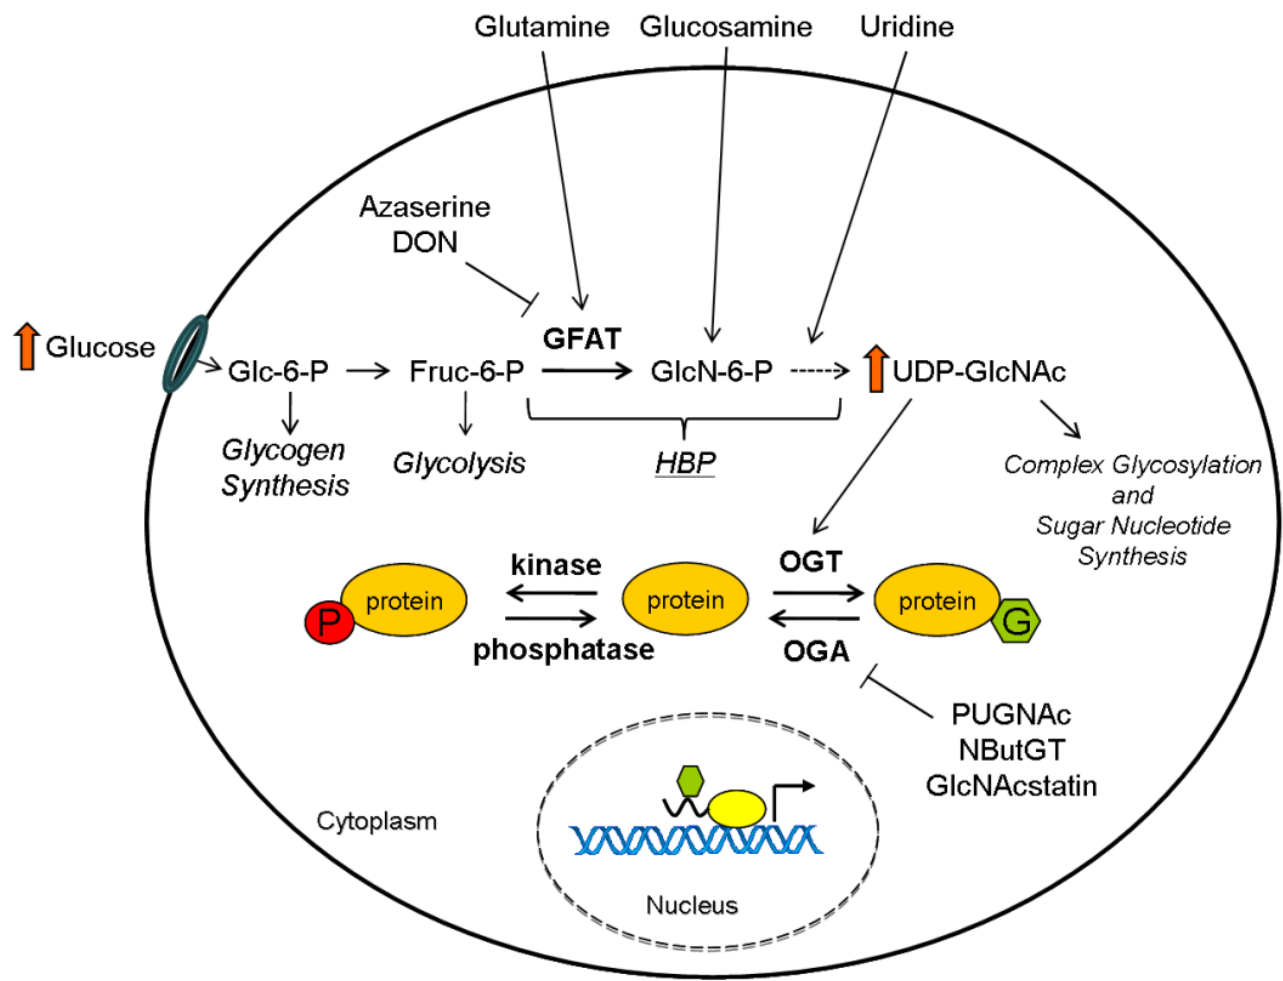 Glutamine
Glucosamine
Uridine
Azaserine
DON
Glucose
GFAT
Glc-6-P
Fruc-6-P
GlcN-6-P
UDP-GlcNAc
Glycogen
Synthesis
Glycolysis
HBP
Complex Glycosylation
and
Sugar Nucleotide
Synthesis
kinase
OGT
P
protein
protein
protein
G
phosphatase
OGA
PUGNAc
NButGT
GlcNAcstatin
Cytoplasm
Nucleus